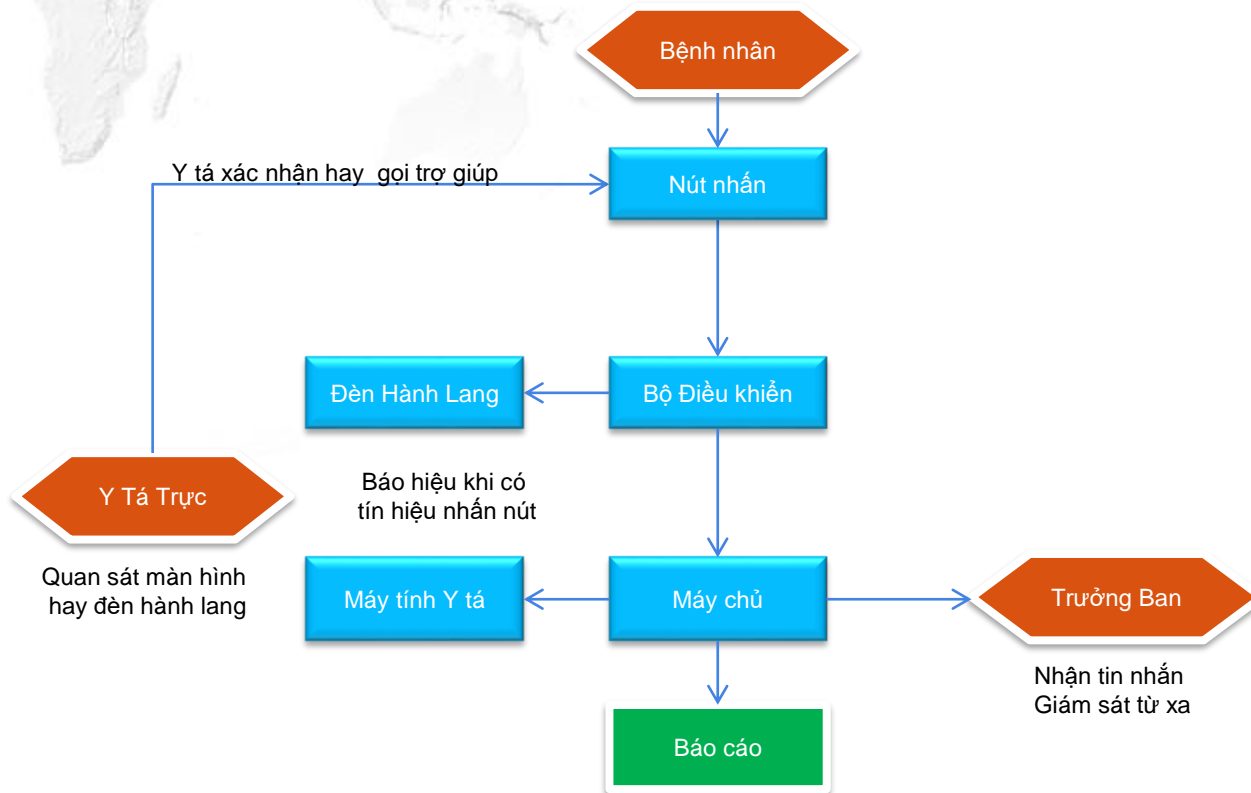 Bệnh nhân
Y tá xác nhận hay  gọi trợ giúp
Nút nhấn
Đèn Hành Lang
Bộ Điều khiển
Y Tá Trực
Báo hiệu khi có
tín hiệu nhấn nút
Quan sát màn hình
hay đèn hành lang
Máy tính Y tá
Máy chủ
Trưởng Ban
Nhận tin nhắn
Giám sát từ xa
Báo cáo